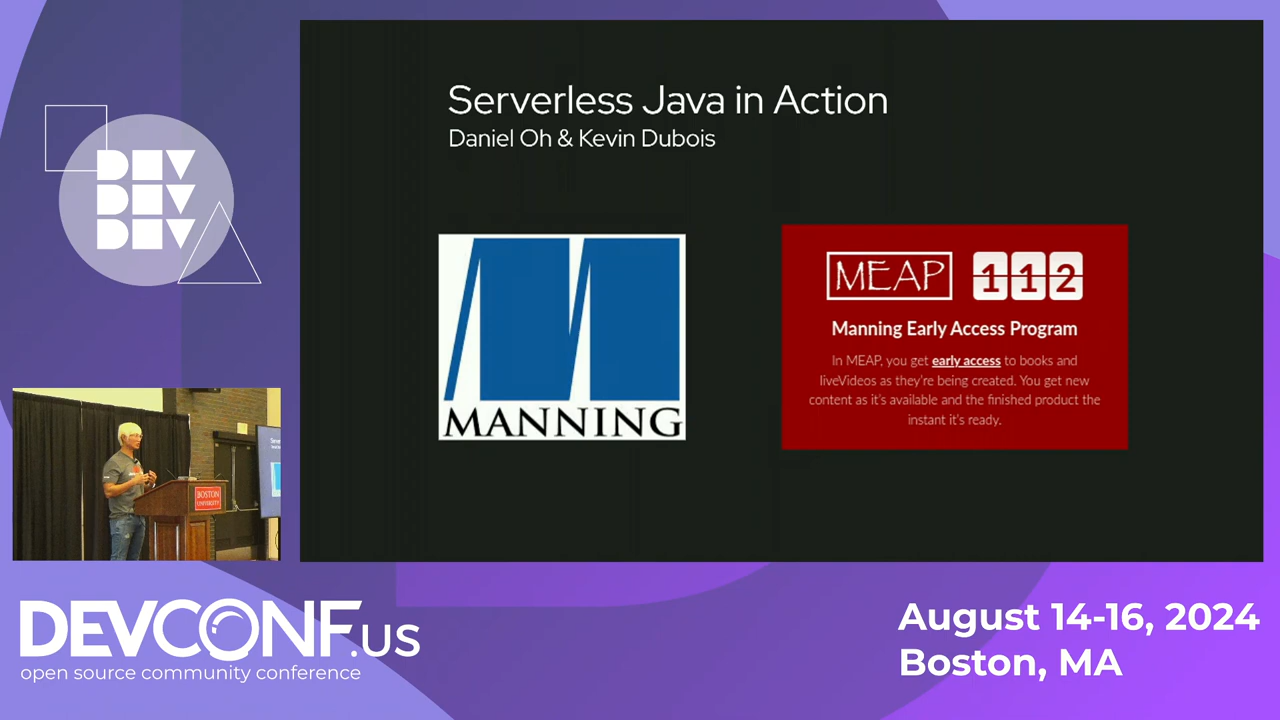 DEV
DEV
DEV
Serverless Java in Action
Daniel Oh & Kevin Dubois
MANNING
MEAP 112
Manning Early Access Program
In MEAP, you get early access to books and
liveVideos as they're being created. You get new
content as it's available and the finished product the
instant it's ready.
BOSTON
UNIVERSITY
DEVCONF.US
open source community conference
August 14-16, 2024
Boston, MA